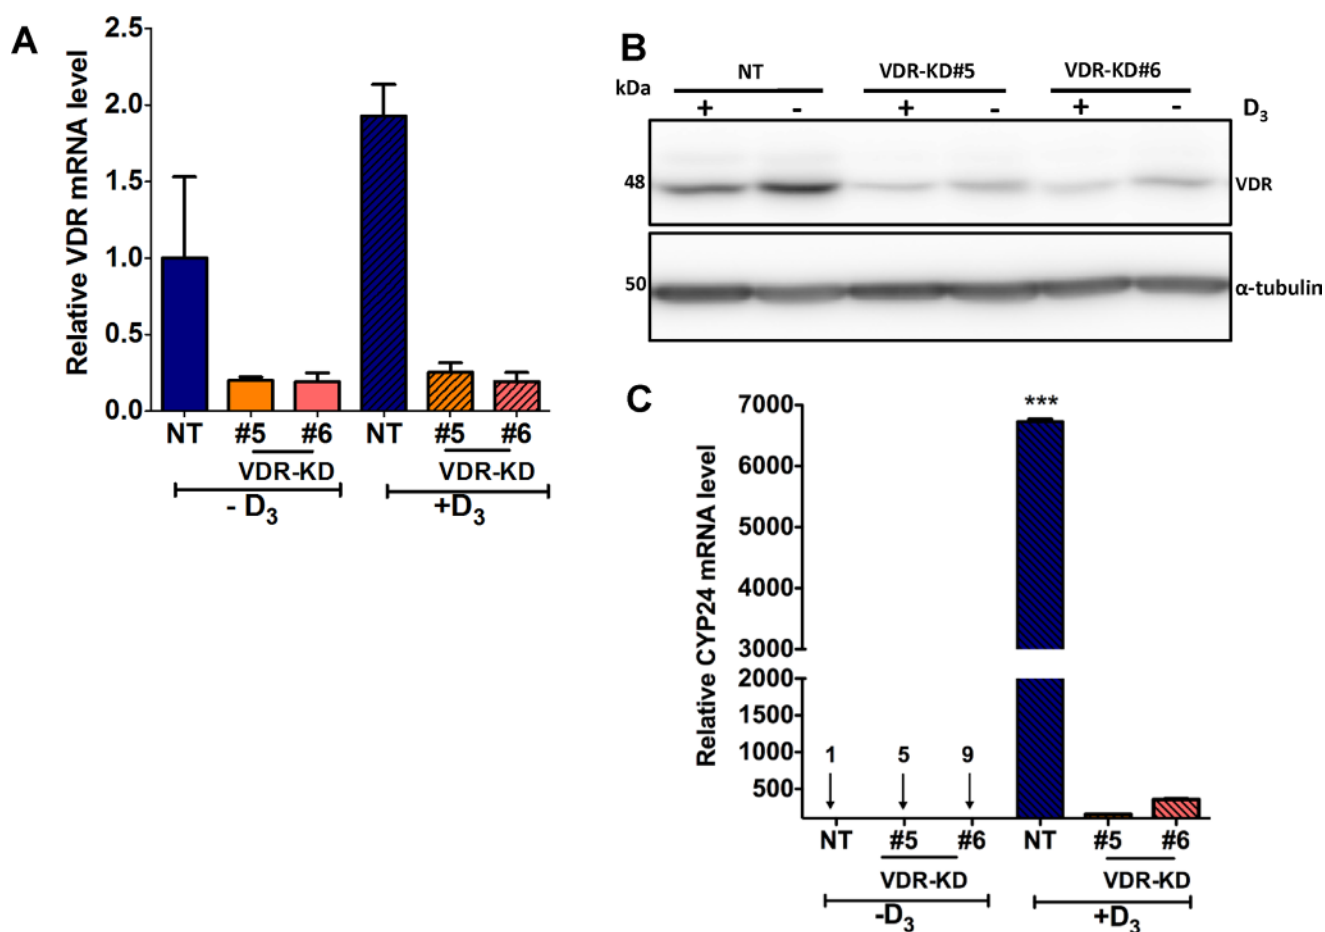 A
Relative VDR mRNA level
2.5
2.0
1.5
1.0
0.5
0.0
NT #5 #6 NT #5 #6
VDR-KD VDR-KD
- D3 +D3
B
kDa NT VDR-KD#5 VDR-KD#6
+ - + - + - D3
48 VDR
50 α-tubulin
C
Relative CYP24 mRNA level
7000
6000
5000
4000
3000
2000
1500
1000
500
***
1 5 9
NT #5 #6 NT #5 #6
VDR-KD VDR-KD
-D3 +D3